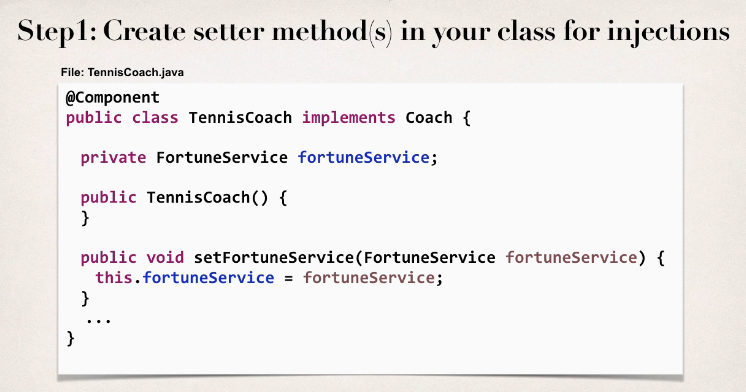 Step1: Create setter method(s) in your class for injections
File: TennisCoach.java
@Component
public class TennisCoach implements Coach {
private FortuneService fortuneService;
public TennisCoach() {
}
public void setFortuneService(FortuneService fortuneService) {
this.fortuneService = fortuneService;
}
...
}